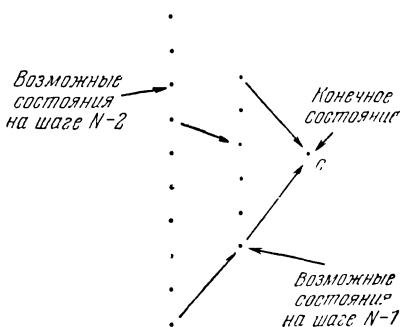 Возможные
состояния
на шаге N-2
Конечное
состояние
C
Возможные
состояния
на шаге N-1